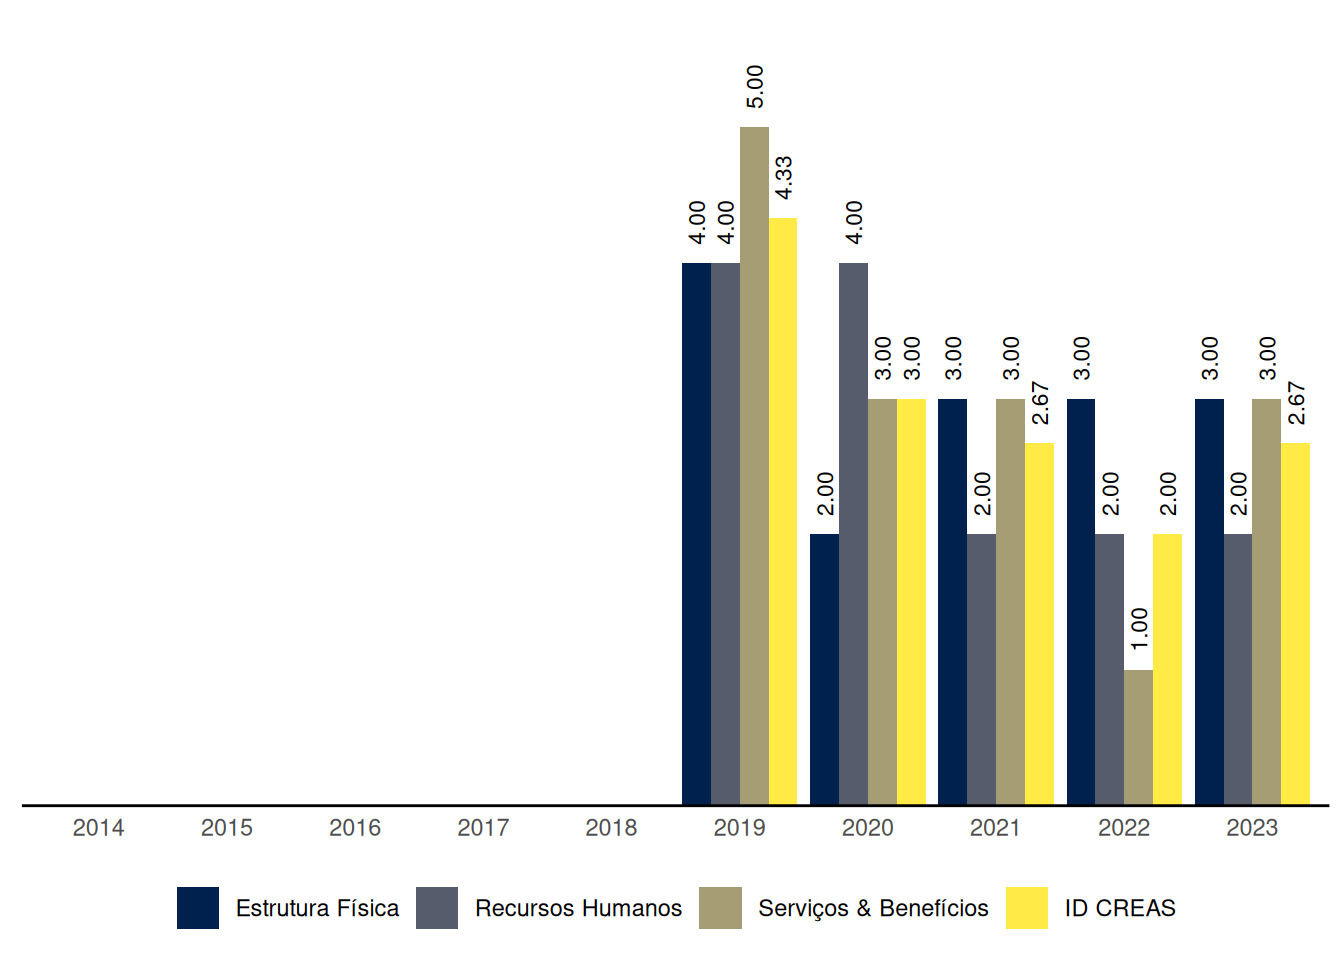 5.00
4.33
4.00 4.00 4.00
3.00 3.00 3.00 3.00 3.00 3.00 3.00
2.67 2.67
2.00 2.00 2.00 2.00 2.00
1.00
2014 2015 2016 2017 2018 2019 2020 2021 2022 2023
Estrutura Física Recursos Humanos Serviços & Benefícios ID CREAS